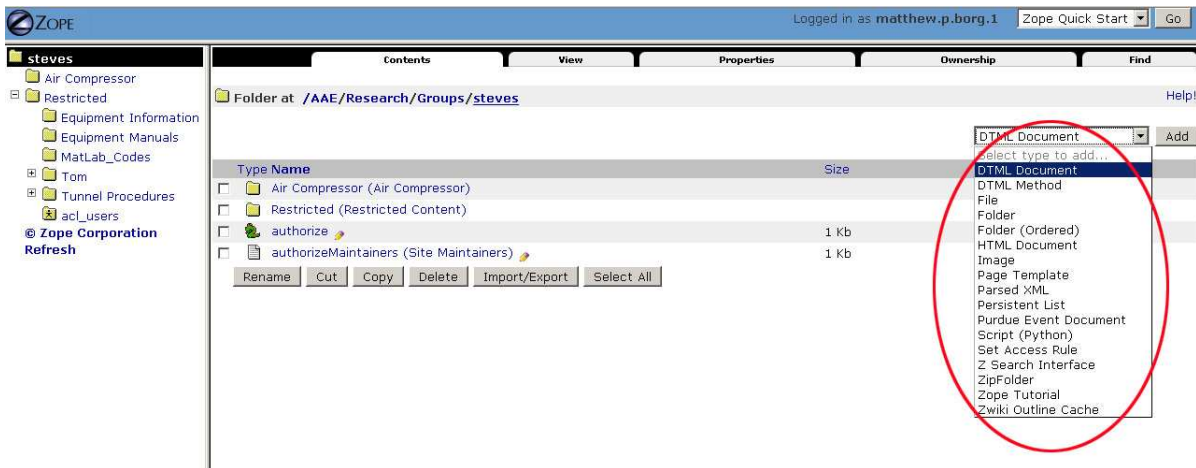 ZOPE
Logged in as matthew.p.borg.1
Zope Quick Start
Go
steves
Air Compressor
Restricted
Equipment Information
Equipment Manuals
MatLab_Codes
Tom
Tunnel Procedures
acl_users
© Zope Corporation
Refresh
Contents
View
Properties
Ownership
Find
Folder at /AAE/Research/Groups/steves
Help!
DTML Document
Add
Type Name
Size
Air Compressor (Air Compressor)
Restricted (Restricted Content)
authorize
1 Kb
authorizeMaintainers (Site Maintainers)
1 Kb
Rename
Cut
Copy
Delete
Import/Export
Select All
Select type to add...
DTML Document
DTML Method
File
Folder
Folder (Ordered)
HTML Document
Image
Page Template
Parsed XML
Persistent List
Purdue Event Document
Script (Python)
Set Access Rule
Z Search Interface
ZipFolder
Zope Tutorial
Zwiki Outline Cache